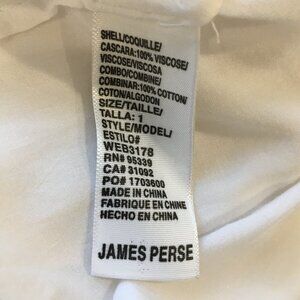 SHELL/COQUILLE/
CASCARA:100% VISCOSE/
VISCOSE/VISCOSA
COMBO/COMBINE/
COMBINAR:100% COTTON/
COTON/ALGODON
SIZE/TAILLE/
TALLA: 1
STYLE/MODEL/
ESTILO#
WEB3178
RN# 95339
CA# 31092
PO# 1703600
MADE IN CHINA
FABRIQUE EN CHINE
HECHO EN CHINA
JAMES PERSE